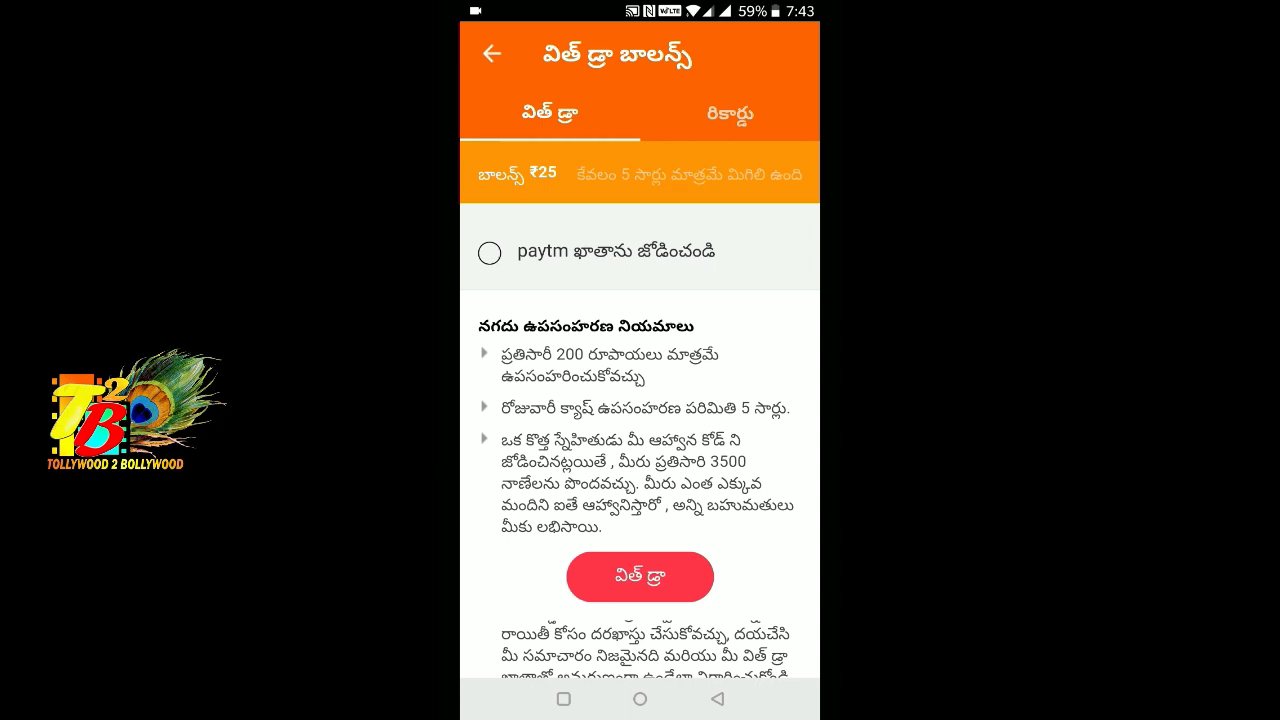 59% 7:43
విత్ డ్రా బాలన్స్
విత్ డ్రా
రికార్డు
బాలన్స్ ₹25 కేవలం 5 సార్లు మాత్రమే మిగిలి ఉంది
paytm ఖాతాను జోడించండి
నగదు ఉపసంహరణ నియమాలు
ప్రతిసారీ 200 రూపాయలు మాత్రమే
ఉపసంహరించుకోవచ్చు
రోజువారీ క్యాష్ ఉపసంహరణ పరిమితి 5 సార్లు.
ఒక కొత్త స్నేహితుడు మీ ఆహ్వాన కోడ్ ని
జోడించినట్లయితే , మీరు ప్రతిసారి 3500
నాణేలను పొందవచ్చు. మీరు ఎంత ఎక్కువ
మందిని ఐతే ఆహ్వానిస్తారో , అన్ని బహుమతులు
మీకు లభిసాయి.
విత్ డ్రా
రాయితీ కోసం దరఖాస్తు చేసుకోవచ్చు, దయచేసి
మీ సమాచారం నిజమైనది మరియు మీ విత్ డ్రా
T2B
TOLLYWOOD 2 BOLLYWOOD